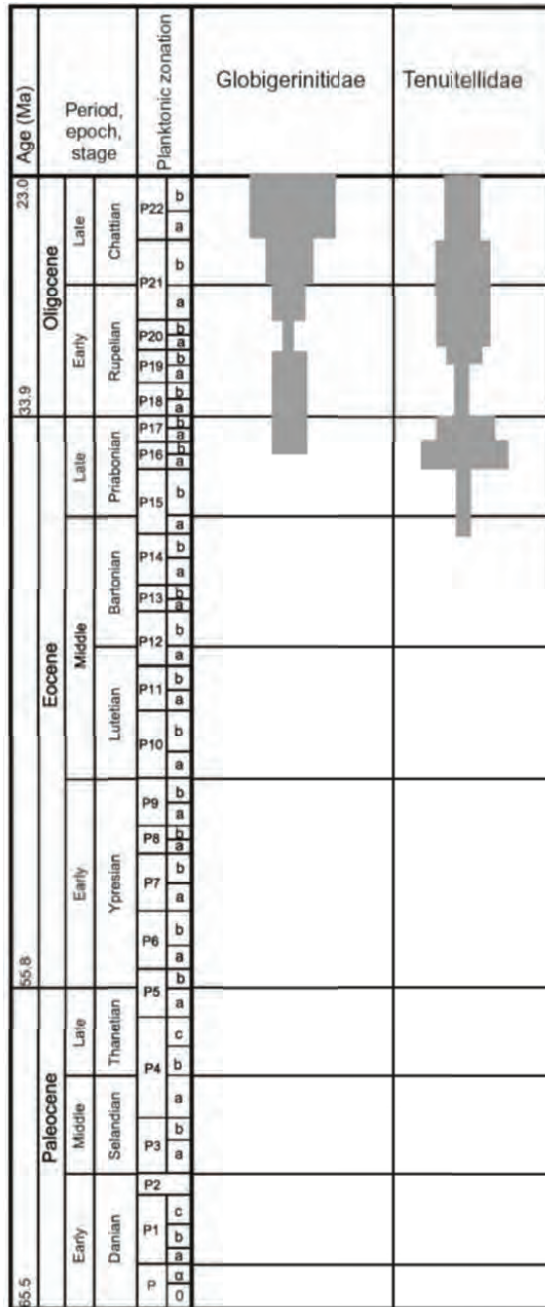 Age (Ma)
Period,
epoch,
stage
Planktonic zonation
Globigerinitidae
Tenuitellidae
23.0
Oligocene
Late
Chattian
P22
b
a
P21
b
a
Early
Rupelian
P20
b
a
P19
b
a
P18
b
a
33.9
Eocene
Late
Priabonian
P17
b
a
P16
b
a
P15
b
a
Middle
Bartonian
P14
b
a
P13
b
a
P12
b
a
Lutetian
P11
b
a
P10
b
a
Early
Ypresian
P9
b
a
P8
b
a
P7
b
a
P6
b
a
P5
b
a
55.8
Paleocene
Late
Thanetian
P4
c
b
a
Middle
Selandian
P3
b
a
P2
Early
Danian
P1
c
b
a
P
α
0
65.5